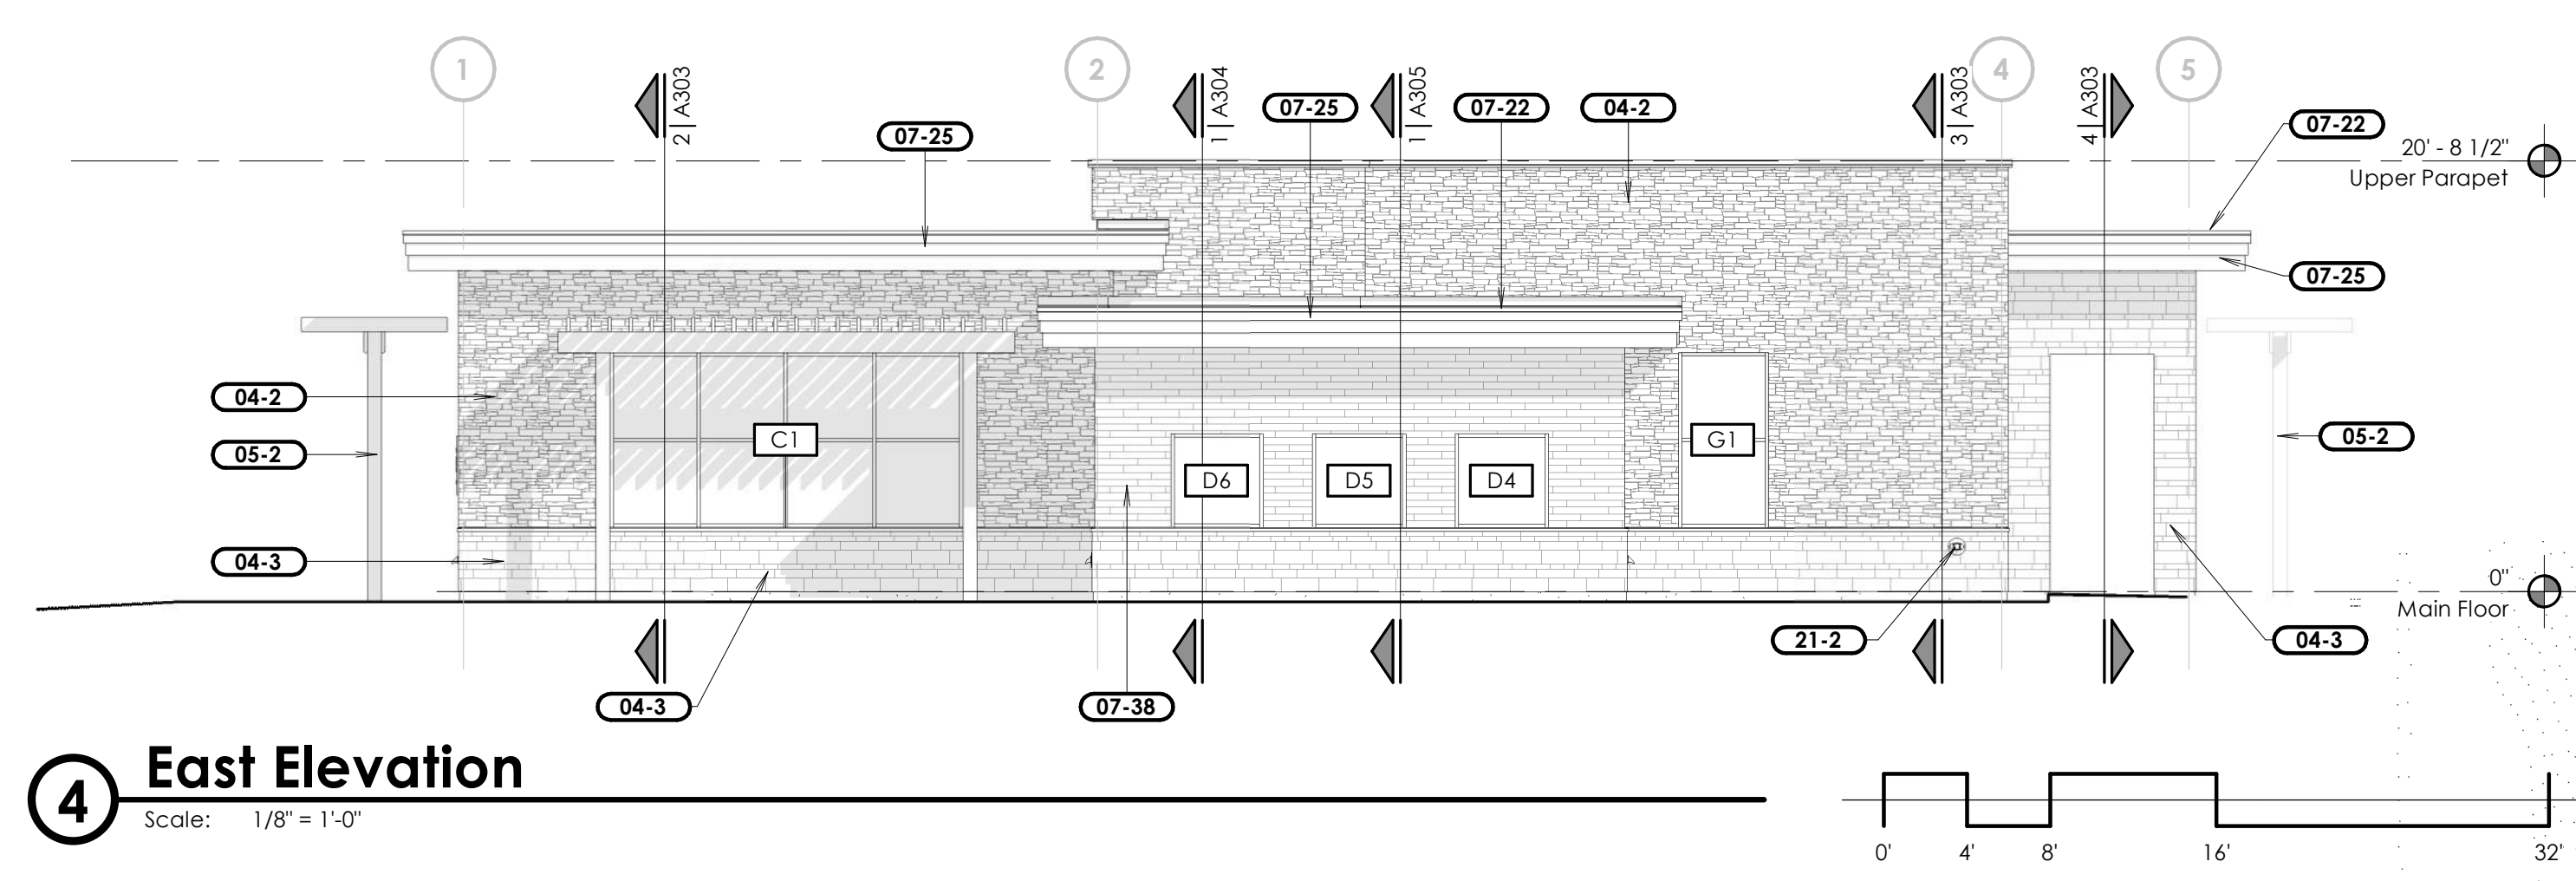 1
2
4
5
2 | A303
1 | A304
1 | A305
3 | A303
4 | A303
07-25
07-25
07-22
04-2
07-22
20' - 8 1/2"
Upper Parapet
07-25
04-2
05-2
04-3
C1
D6
D5
D4
G1
05-2
0"
Main Floor
04-3
07-38
21-2
04-3
4
East Elevation
Scale: 1/8" = 1'-0"
0' 4' 8' 16' 32'